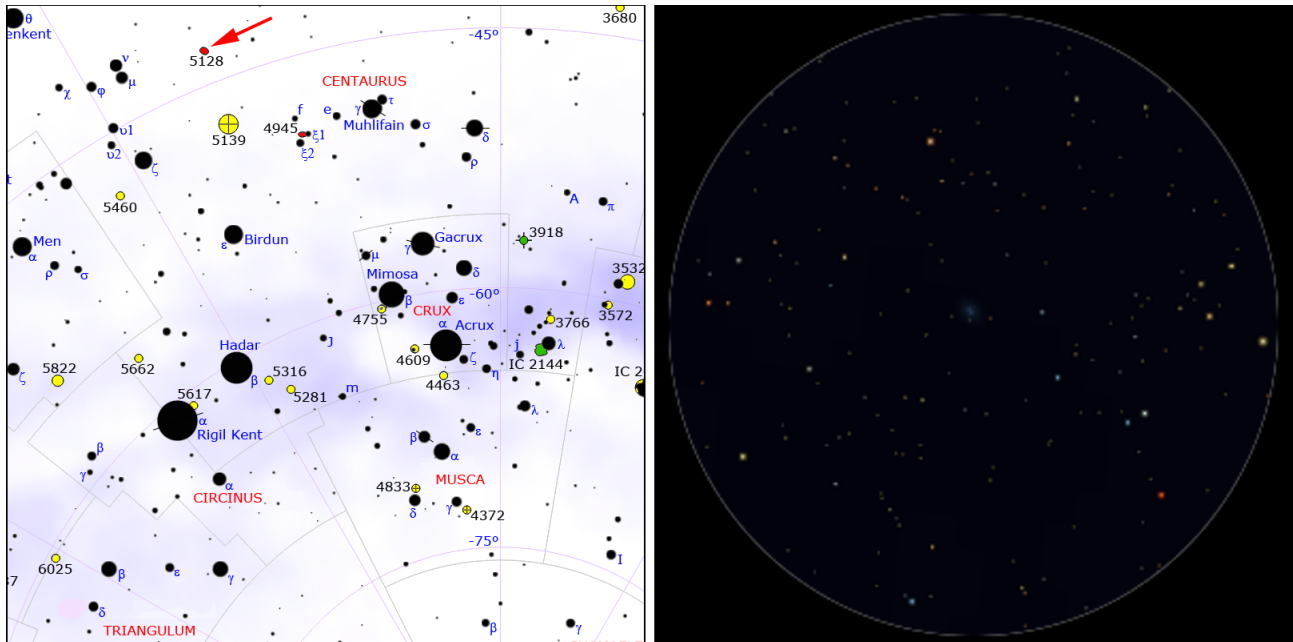 θ
enkent
3680
-45°
5128
ν
μ
χ
φ
CENTAURUS
τ
γ
Muhlifain
f
e
4945
ξ1
ξ2
σ
δ
ρ
5139
υ1
υ2
ζ
t
5460
A
π
Men
α
ρ
σ
ε
Birdun
μ
γ
Gacrux
3918
δ
Mimosa
β
ε
-60°
3532
3572
4755
CRUX
α
Acrux
3766
J
j
λ
4609
ζ
IC 2144
Hadar
β
5822
5662
5316
5281
m
4463
η
IC 2
ζ
5617
α
Rigil Kent
λ
β
γ
β
ε
α
α
CIRCINUS
4833
MUSCA
δ
γ
4372
-75°
6025
β
ε
γ
I
37
δ
TRIANGULUM
β
γ